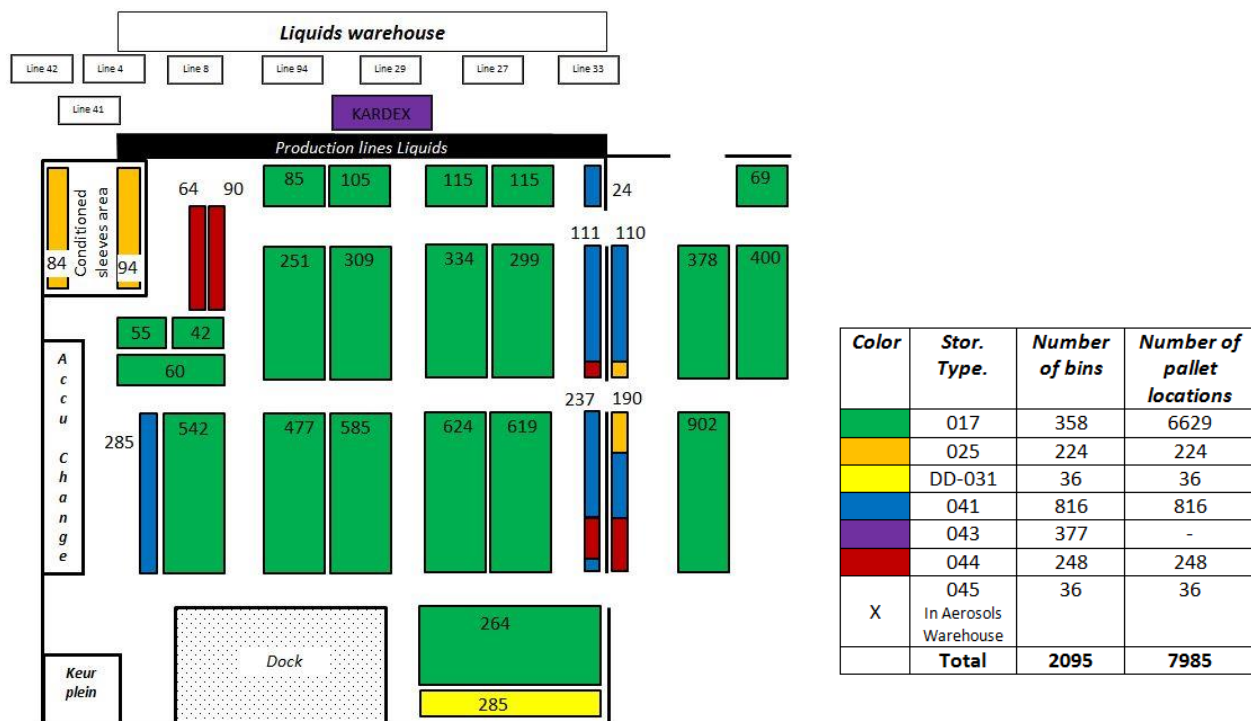 Liquids warehouse
Line 42 Line 4 Line 8 Line 94 Line 29 Line 27 Line 33
Line 41 KARDEX
Production lines Liquids
85 105 115 115 69
64 90 24
Conditioned
sleeves area
84 94
111 110
251 309 334 299 378 400
55 42
60
237 190
285 542 477 585 624 619 902
Accu Change
264
Dock
Keur
plein
285
Color Stor. Type. Number of bins Number of pallet locations
017 358 6629
025 224 224
DD-031 36 36
041 816 816
043 377 -
044 248 248
X 045 In Aerosols Warehouse 36 36
Total 2095 7985